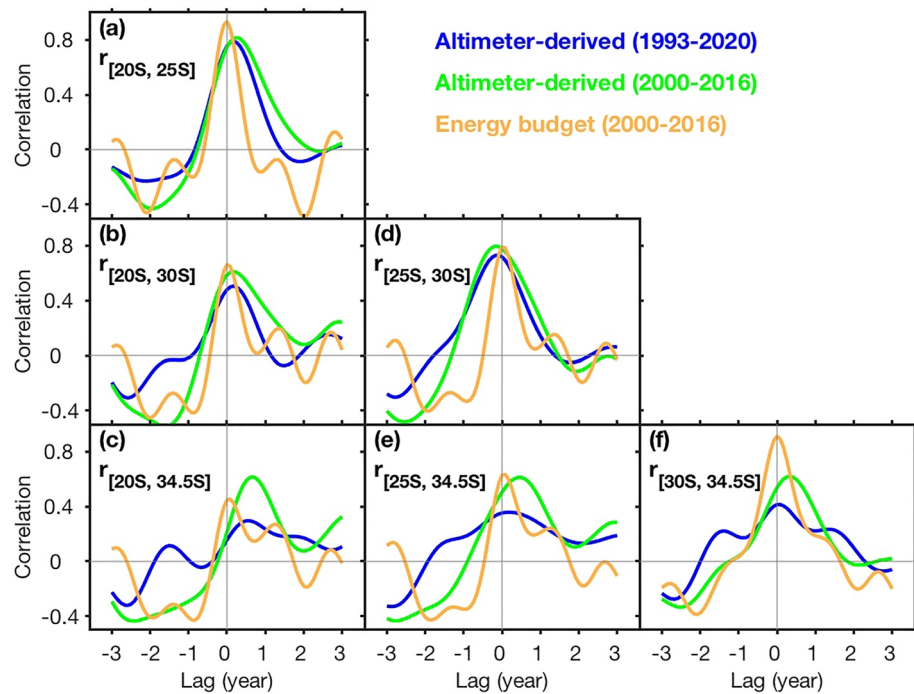 (a)
r[20S, 25S]
Altimeter-derived (1993-2020)
Altimeter-derived (2000-2016)
Energy budget (2000-2016)
Correlation
0.8
0.4
0
-0.4
(b)
r[20S, 30S]
(d)
r[25S, 30S]
Correlation
0.8
0.4
0
-0.4
(c)
r[20S, 34.5S]
(e)
r[25S, 34.5S]
(f)
r[30S, 34.5S]
Correlation
0.8
0.4
0
-0.4
-3 -2 -1 0 1 2 3
-3 -2 -1 0 1 2 3
-3 -2 -1 0 1 2 3
Lag (year)
Lag (year)
Lag (year)